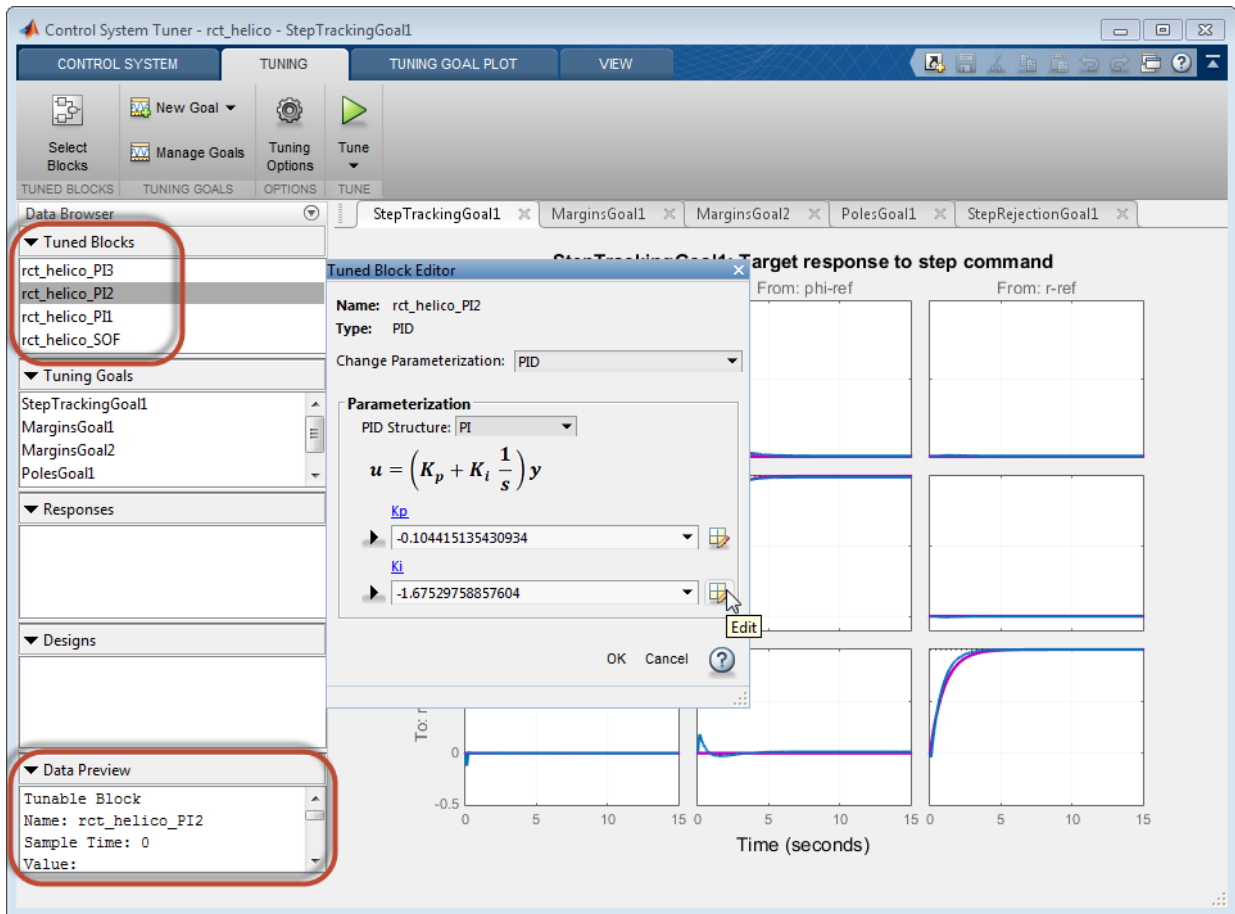 Control System Tuner - rct_helico - StepTrackingGoal1
CONTROL SYSTEM TUNING TUNING GOAL PLOT VIEW
New Goal
Manage Goals
Select
Blocks
Tuning
Options
Tune
TUNED BLOCKS TUNING GOALS OPTIONS TUNE
Data Browser
StepTrackingGoal1 MarginsGoal1 MarginsGoal2 PolesGoal1 StepRejectionGoal1
Tuned Blocks
rct_helico_PI3
rct_helico_PI2
rct_helico_PI1
rct_helico_SOF
Tuning Goals
StepTrackingGoal1
MarginsGoal1
MarginsGoal2
PolesGoal1
Responses
Designs
Data Preview
Tunable Block
Name: rct_helico_PI2
Sample Time: 0
Value:
StepTrackingGoal1: Target response to step command
From: phi-ref
From: r-ref
Tuned Block Editor
Name: rct_helico_PI2
Type: PID
Change Parameterization: PID
Parameterization
PID Structure: PI
u = (K_p + K_i 1/s) y
Kp
-0.104415135430934
Ki
-1.67529758857604
Edit
OK Cancel
To: r
0
-0.5
0 5 10 15 0 5 10 15 0 5 10 15
Time (seconds)